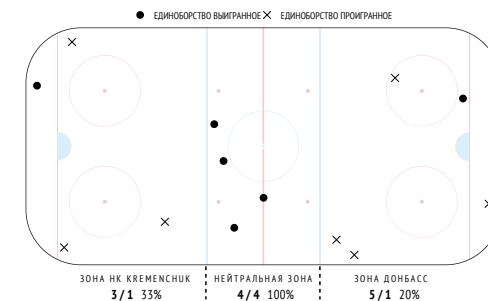 ЕДИНОБОРСТВО ВЫИГРАННОЕ ЕДИНОБОРСТВО ПРОИГРАННОЕ
ЗОНА НК KREMENCHUK НЕЙТРАЛЬНАЯ ЗОНА ЗОНА ДОНБАСС
3/1 33% 4/4 100% 5/1 20%